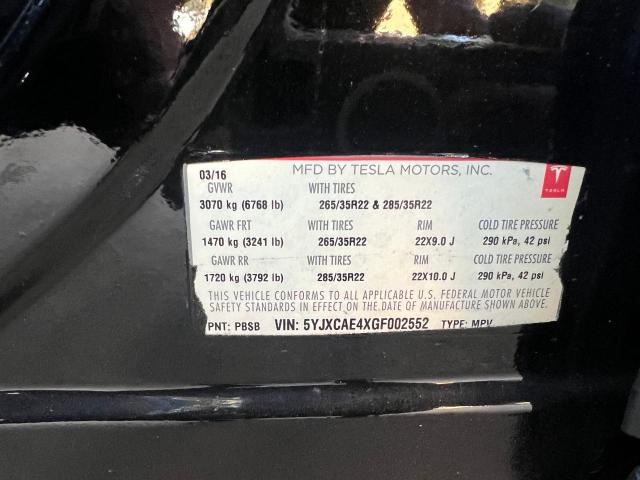 03/16 MFD BY TESLA MOTORS, INC.
GVWR WITH TIRES
3070 kg (6768 lb) 265/35R22 & 285/35R22
TESLA
GAWR FRT WITH TIRES RIM COLD TIRE PRESSURE
1470 kg (3241 lb) 265/35R22 22X9.0 J 290 kPa, 42 psi
GAWR RR WITH TIRES RIM COLD TIRE PRESSURE
1720 kg (3792 lb) 285/35R22 22X10.0 J 290 kPa, 42 psi
THIS VEHICLE CONFORMS TO ALL APPLICABLE U.S. FEDERAL MOTOR VEHICLE
SAFETY STANDARDS IN EFFECT ON THE DATE OF MANUFACTURE SHOWN ABOVE.
PNT: PBSB VIN: 5YJXCAE4XGF002552 TYPE: MPV